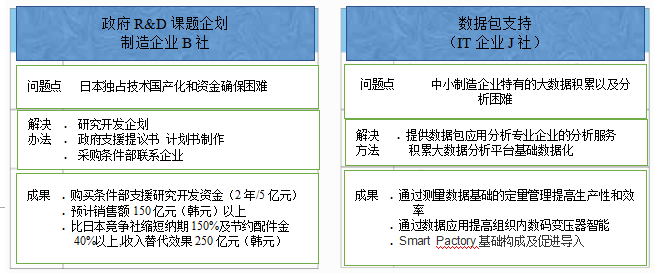 政府 R&D 课题企划
制造企业 B 社
问题点 日本独占技术国产化和资金确保困难
解决 . 研究开发企划
办法 . 政府支援提议书 计划书制作
. 采购条件部联系企业
成果 . 购买条件部支援研究开发资金（2 年/5 亿元）
. 预计销售额 150 亿元（韩元）以上
. 比日本竞争社缩短纳期 150%及节约配件金
40%以上,收入替代效果 250 亿元（韩元）
数据包支持
（IT 企业 J 社）
问题点 中小制造企业特有的大数据积累以及分
析困难
解决 . 提供数据包应用分析专业企业的分析服务
方法 积累大数据分析平台基础数据化
成果 . 通过测量数据基础的定量管理提高生产性和效
率
. 通过数据应用提高组织内数码变压器智能
. Smart Pactory 基础构成及促进导入